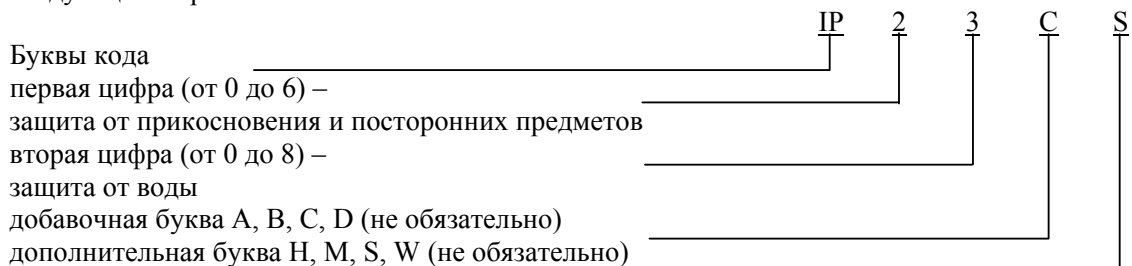 IP 2 3 C S
Буквы кода
первая цифра (от 0 до 6) –
защита от прикосновения и посторонних предметов
вторая цифра (от 0 до 8) –
защита от воды
добавочная буква A, B, C, D (не обязательно)
дополнительная буква H, M, S, W (не обязательно)